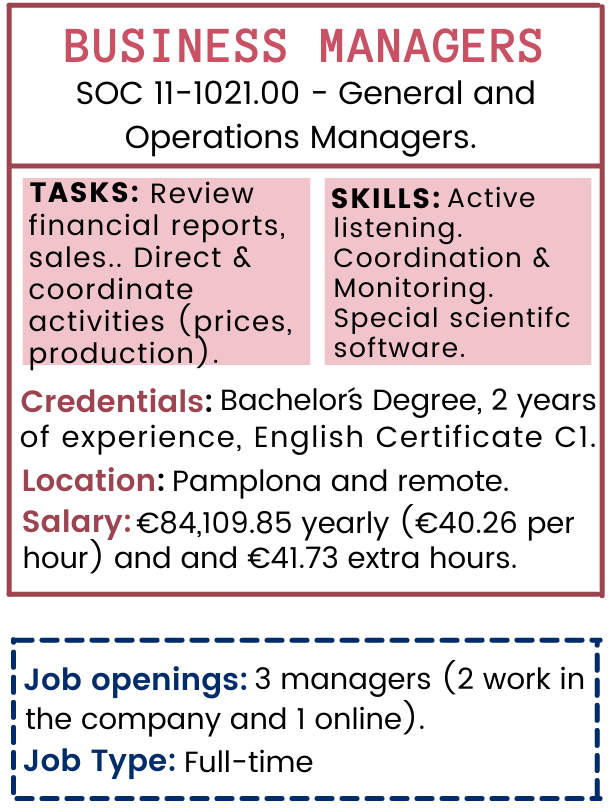 BUSINESS MANAGERS
SOC 11-1021.00 - General and
Operations Managers.
TASKS: Review
financial reports,
sales.. Direct &
coordinate
activities (prices,
production).
SKILLS: Active
listening.
Coordination &
Monitoring.
Special scientifc
software.
Credentials: Bachelor´s Degree, 2 years
of experience, English Certificate C1.
Location: Pamplona and remote.
Salary: €84,109.85 yearly (€40.26 per
hour) and and €41.73 extra hours.
Job openings: 3 managers (2 work in
the company and 1 online).
Job Type: Full-time